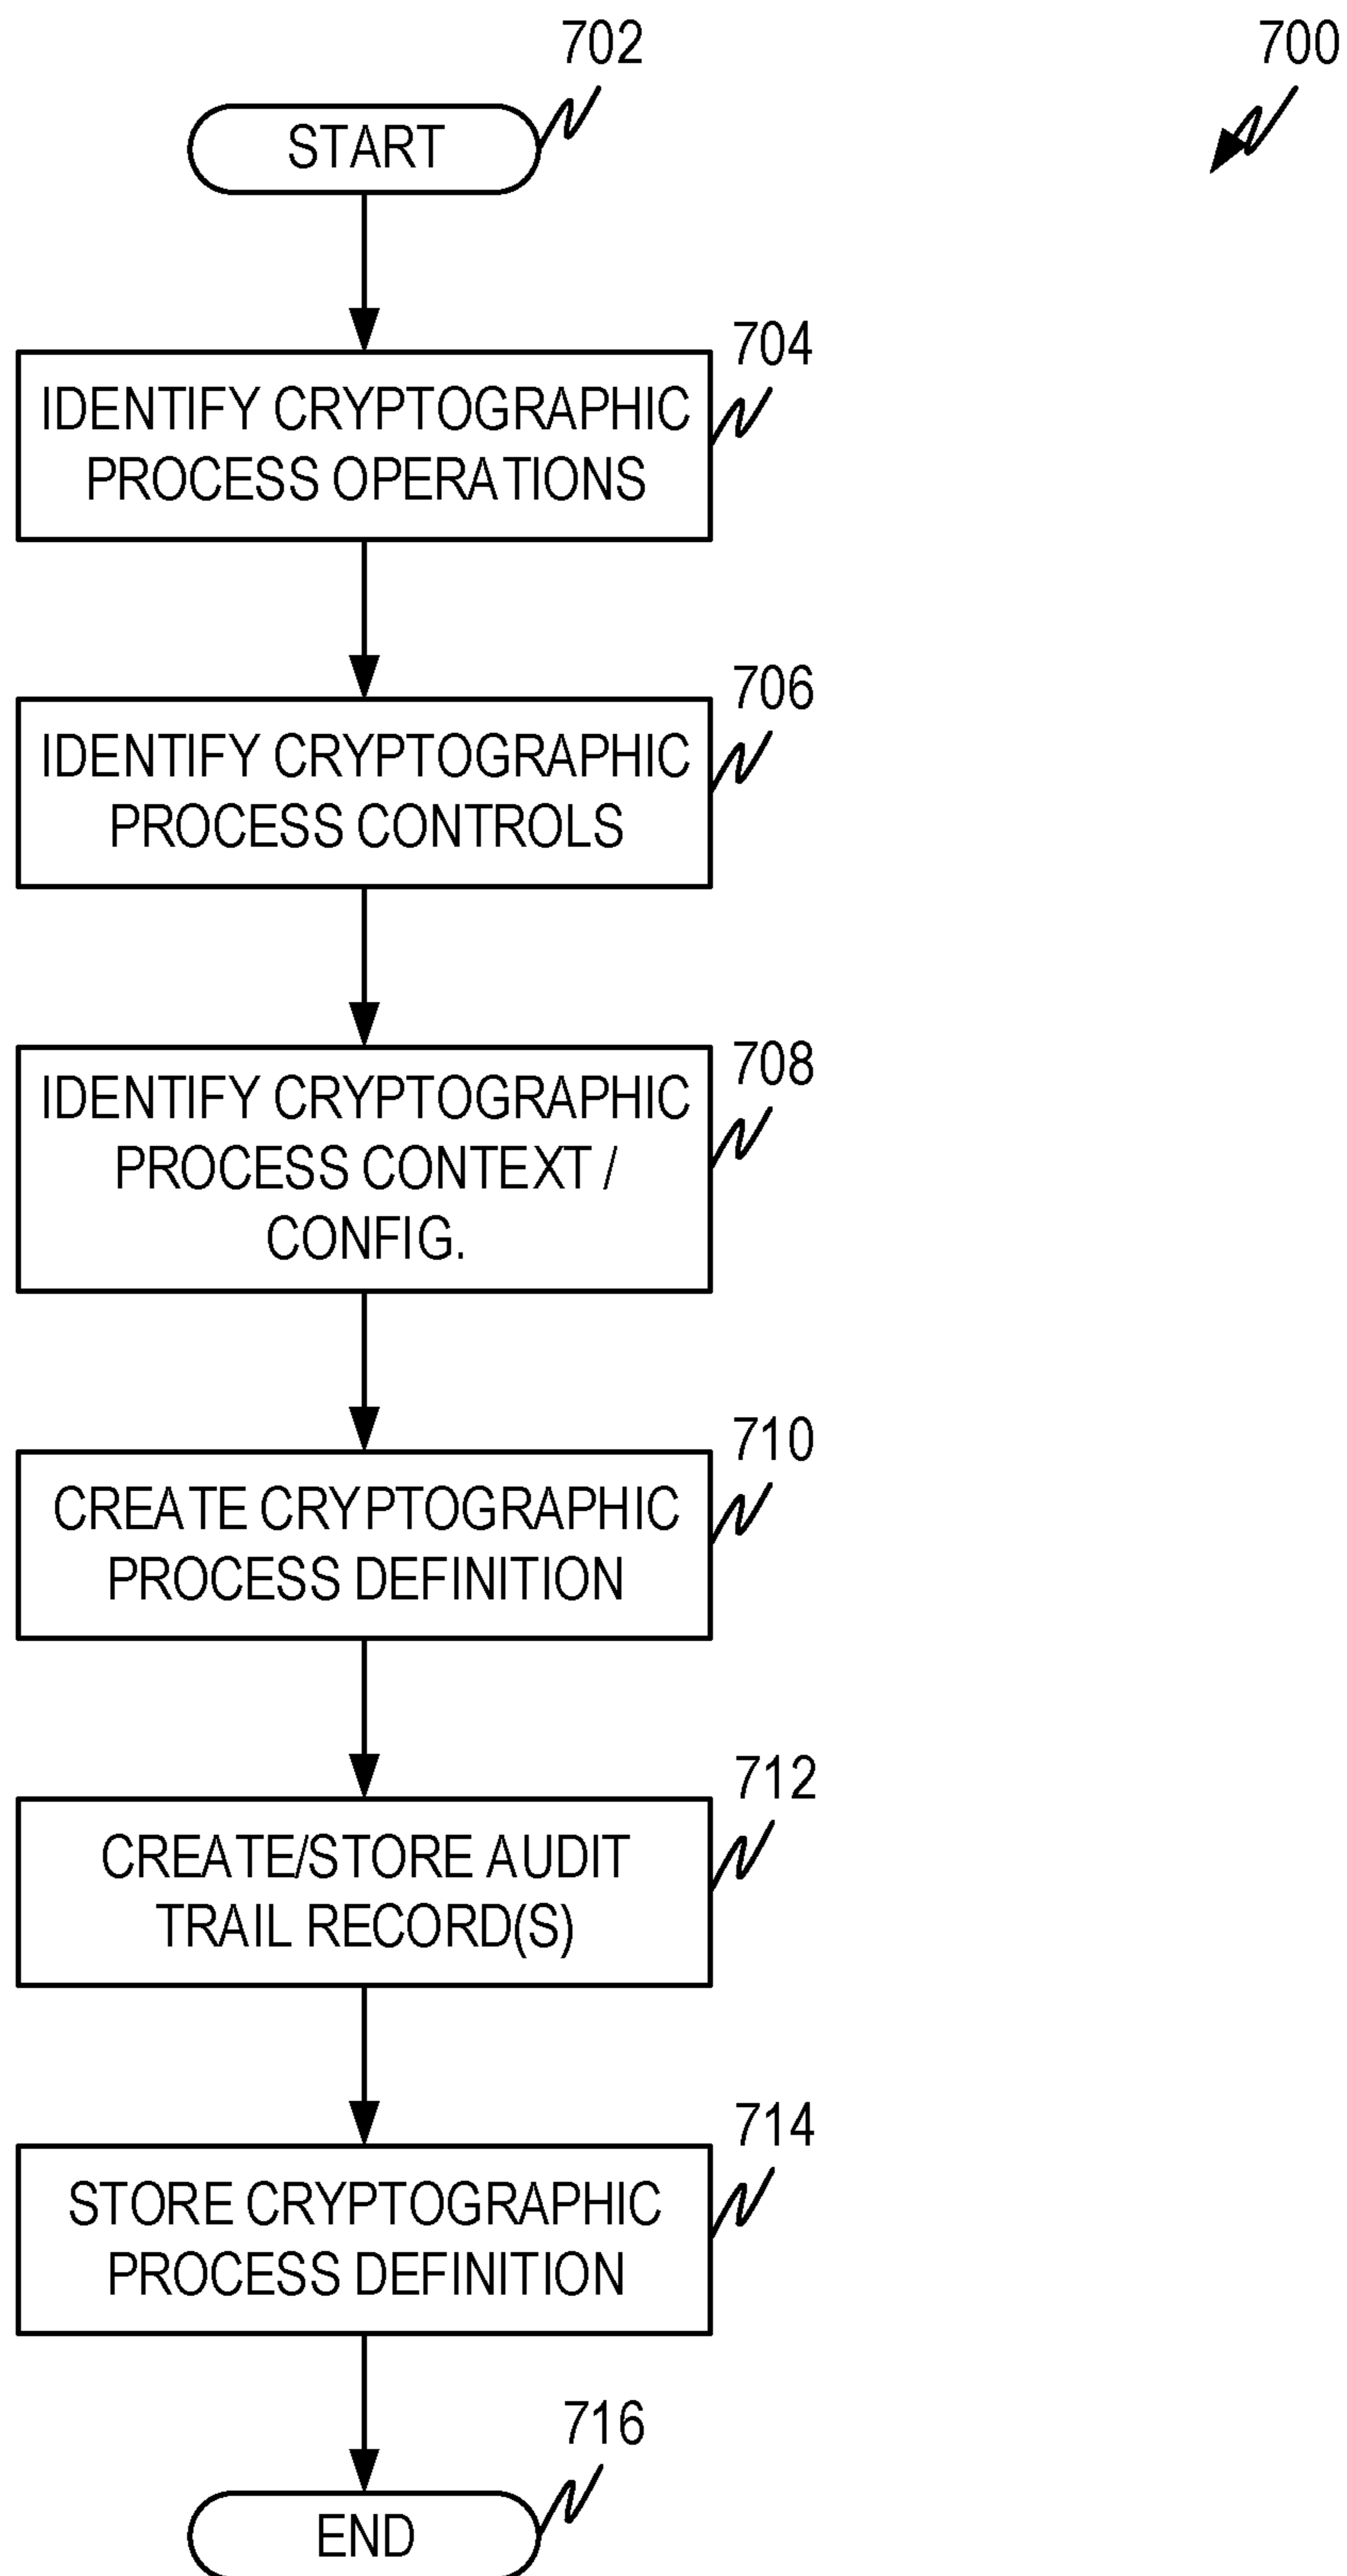 702
700
START
704
IDENTIFY CRYPTOGRAPHIC
PROCESS OPERATIONS
706
IDENTIFY CRYPTOGRAPHIC
PROCESS CONTROLS
708
IDENTIFY CRYPTOGRAPHIC
PROCESS CONTEXT /
CONFIG.
710
CREATE CRYPTOGRAPHIC
PROCESS DEFINITION
712
CREATE/STORE AUDIT
TRAIL RECORD(S)
714
STORE CRYPTOGRAPHIC
PROCESS DEFINITION
716
END